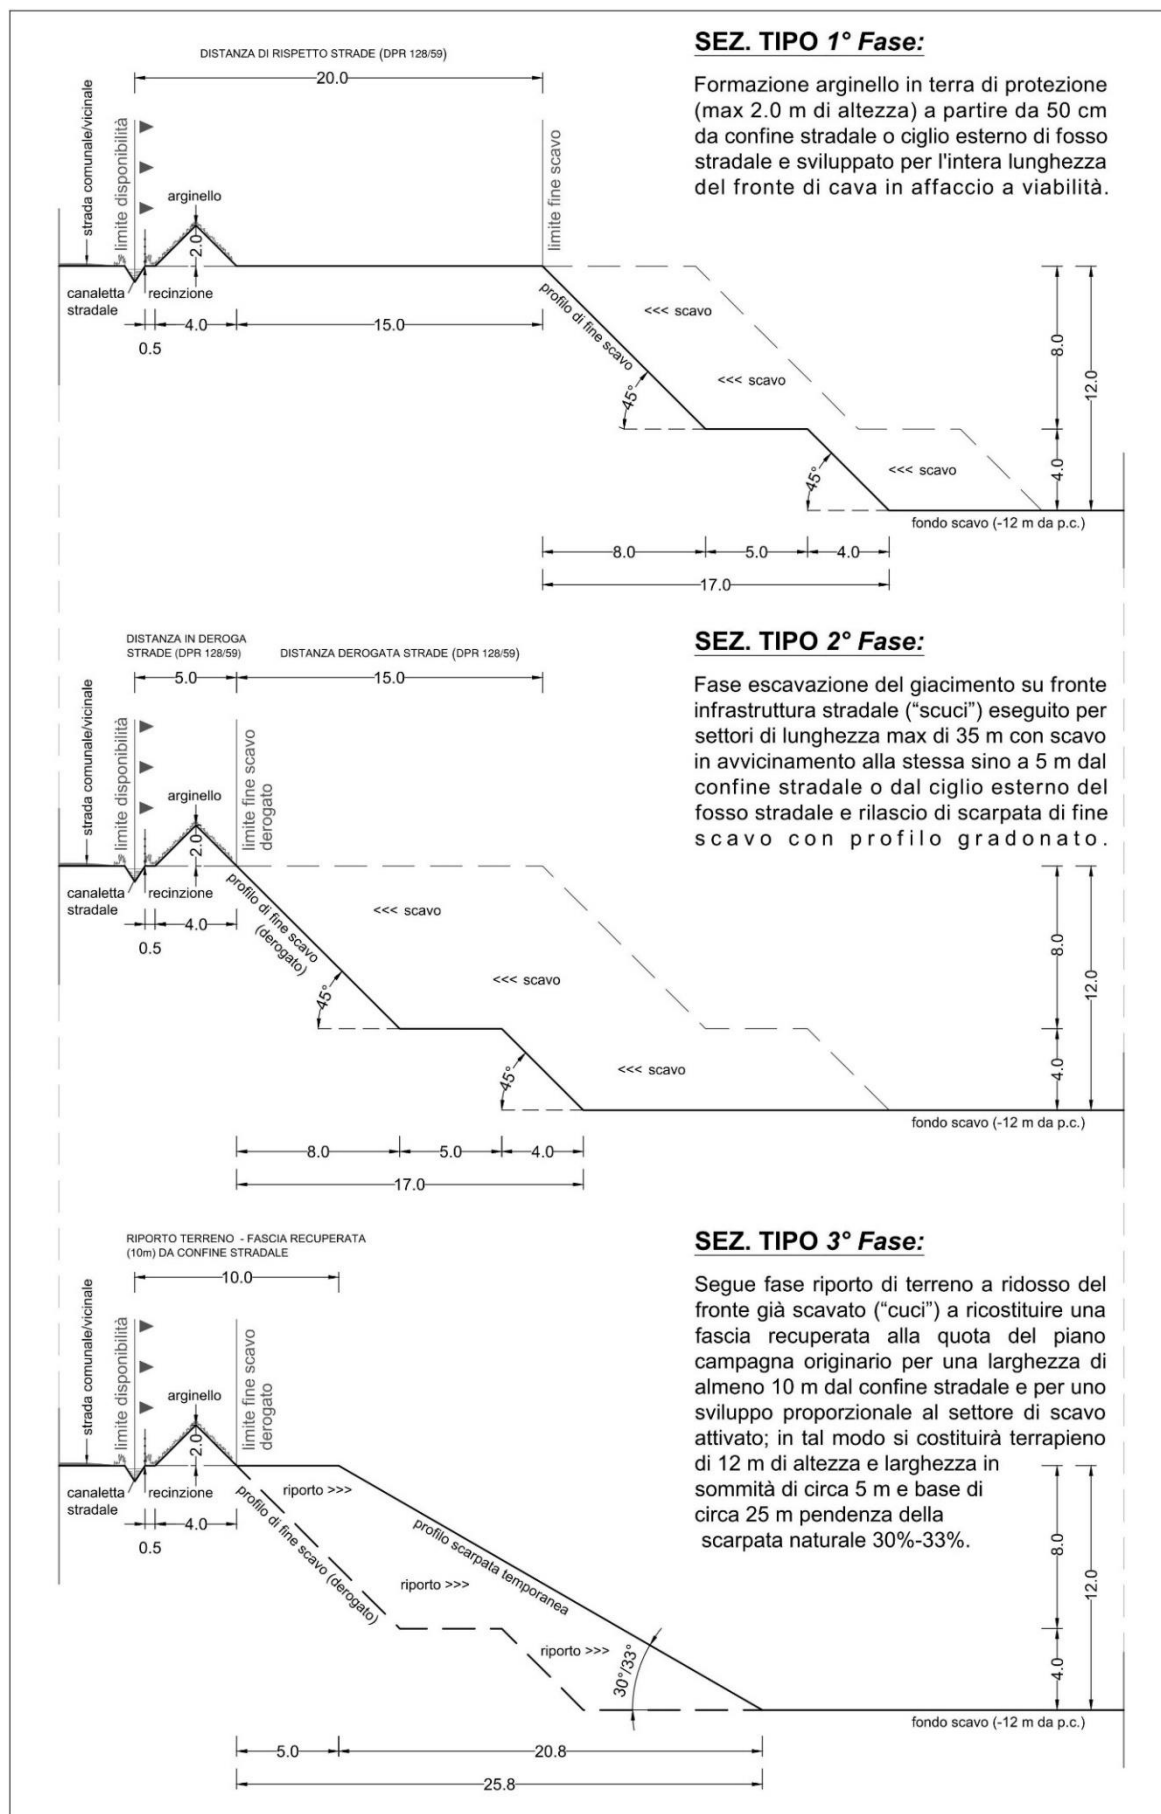 SEZ. TIPO 1° Fase:
Formazione arginello in terra di protezione
(max 2.0 m di altezza) a partire da 50 cm
da confine stradale o ciglio esterno di fosso
stradale e sviluppato per l'intera lunghezza
del fronte di cava in affaccio a viabilità.
DISTANZA DI RISPETTO STRADE (DPR 128/59)
20.0
strada comunale/vicinale
limite disponibilità
arginello
2.0
limite fine scavo
canaletta
stradale
recinzione
0.5
4.0
15.0
profilo di fine scavo
<<< scavo
<<< scavo
<<< scavo
45°
45°
8.0
4.0
12.0
fondo scavo (-12 m da p.c.)
8.0
5.0
4.0
17.0
SEZ. TIPO 2° Fase:
Fase escavazione del giacimento su fronte
infrastruttura stradale (“scuci”) eseguito per
settori di lunghezza max di 35 m con scavo
in avvicinamento alla stessa sino a 5 m dal
confine stradale o dal ciglio esterno del
fosso stradale e rilascio di scarpata di fine
scavo con profilo gradonato.
DISTANZA IN DEROGA
STRADE (DPR 128/59)
DISTANZA DEROGATA STRADE (DPR 128/59)
5.0
15.0
strada comunale/vicinale
limite disponibilità
arginello
2.0
limite fine scavo
derogato
canaletta
stradale
recinzione
0.5
4.0
profilo di fine scavo
(derogato)
<<< scavo
<<< scavo
<<< scavo
45°
45°
8.0
4.0
12.0
fondo scavo (-12 m da p.c.)
8.0
5.0
4.0
17.0
SEZ. TIPO 3° Fase:
Segue fase riporto di terreno a ridosso del
fronte già scavato (“cuci”) a ricostituire una
fascia recuperata alla quota del piano
campagna originario per una larghezza di
almeno 10 m dal confine stradale e per uno
sviluppo proporzionale al settore di scavo
attivato; in tal modo si costituirà terrapieno
di 12 m di altezza e larghezza in
sommità di circa 5 m e base di
circa 25 m pendenza della
scarpata naturale 30%-33%.
RIPORTO TERRENO - FASCIA RECUPERATA
(10m) DA CONFINE STRADALE
10.0
strada comunale/vicinale
limite disponibilità
arginello
2.0
limite fine scavo
derogato
canaletta
stradale
recinzione
0.5
4.0
profilo di fine scavo (derogato)
riporto >>>
riporto >>>
riporto >>>
profilo scarpata temporanea
30°/33°
8.0
4.0
12.0
fondo scavo (-12 m da p.c.)
5.0
20.8
25.8